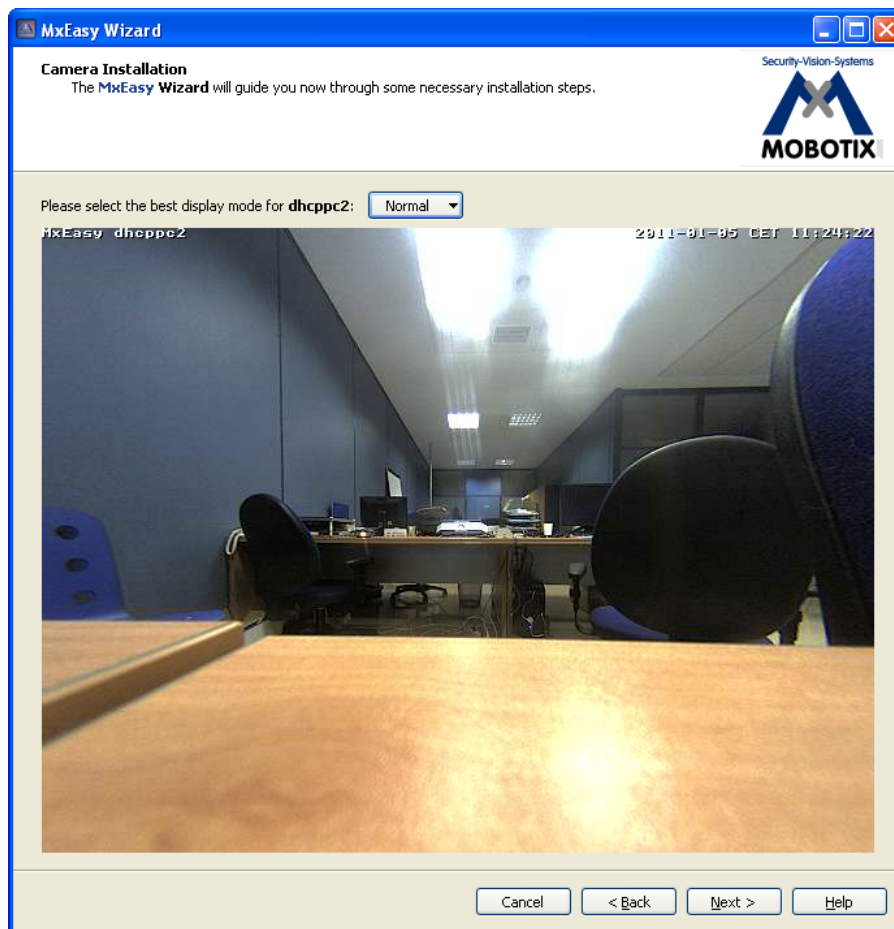 MxEasy Wizard
Camera Installation
The MxEasy Wizard will guide you now through some necessary installation steps.
Security-Vision-Systems
MOBOTIX
Please select the best display mode for dhcppc2: Normal
MxEasy dhcppc2 2011-01-05 CET 11:24:22
Cancel < Back Next > Help